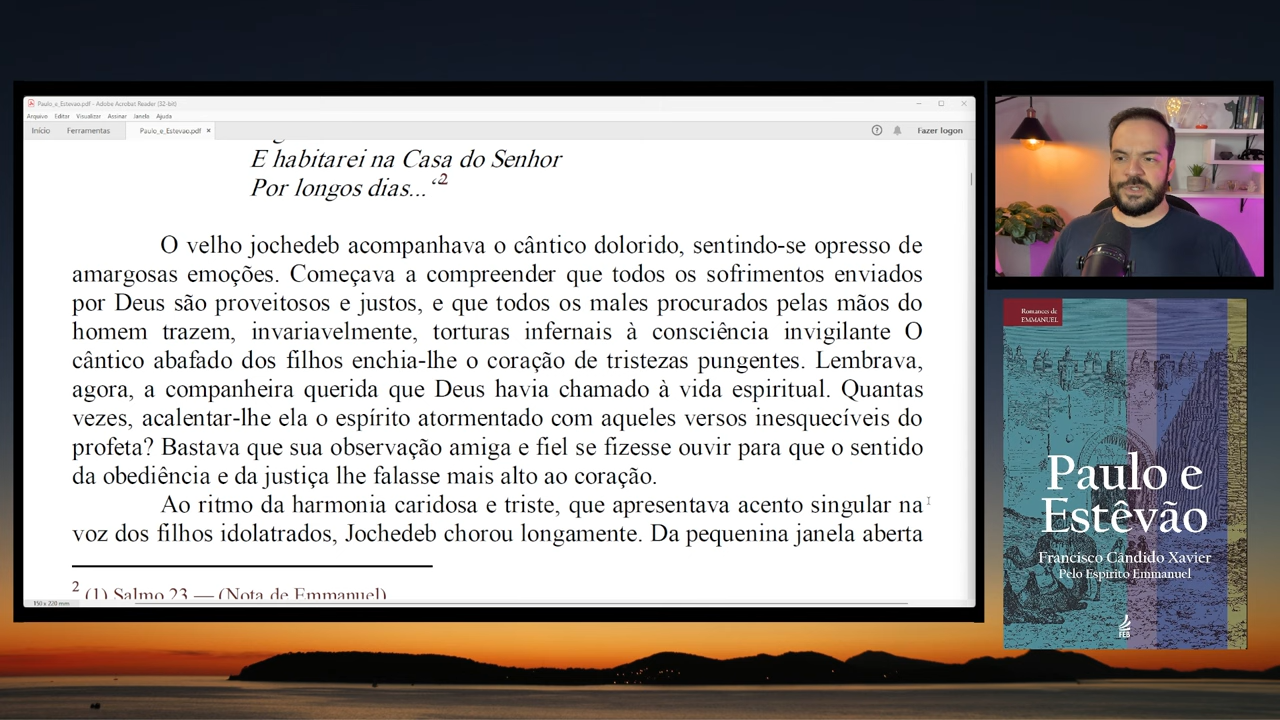 Paulo_e_Estevao.pdf - Adobe Acrobat Reader (32-bit)
Arquivo Editar Visualizar Assinar Janela Ajuda
Início Ferramentas Paulo_e_Estevao.pdf × Fazer logon
E habitarei na Casa do Senhor
Por longos dias... “2
O velho jochedeb acompanhava o cântico dolorido, sentindo-se opresso de
amargosas emoções. Começava a compreender que todos os sofrimentos enviados
por Deus são proveitosos e justos, e que todos os males procurados pelas mãos do
homem trazem, invariavelmente, torturas infernais à consciência invigilante O
cântico abafado dos filhos enchia-lhe o coração de tristezas pungentes. Lembrava,
agora, a companheira querida que Deus havia chamado à vida espiritual. Quantas
vezes, acalentar-lhe ela o espírito atormentado com aqueles versos inesquecíveis do
profeta? Bastava que sua observação amiga e fiel se fizesse ouvir para que o sentido
da obediência e da justiça lhe falasse mais alto ao coração.
Ao ritmo da harmonia caridosa e triste, que apresentava acento singular na
voz dos filhos idolatrados, Jochedeb chorou longamente. Da pequenina janela aberta
2 (1) Salmo 23 — (Nota de Emmanuel)
150 x 220 mm
Romances de
EMMANUEL
Paulo e
Estêvão
Francisco Cândido Xavier
Pelo Espírito Emmanuel
FEB